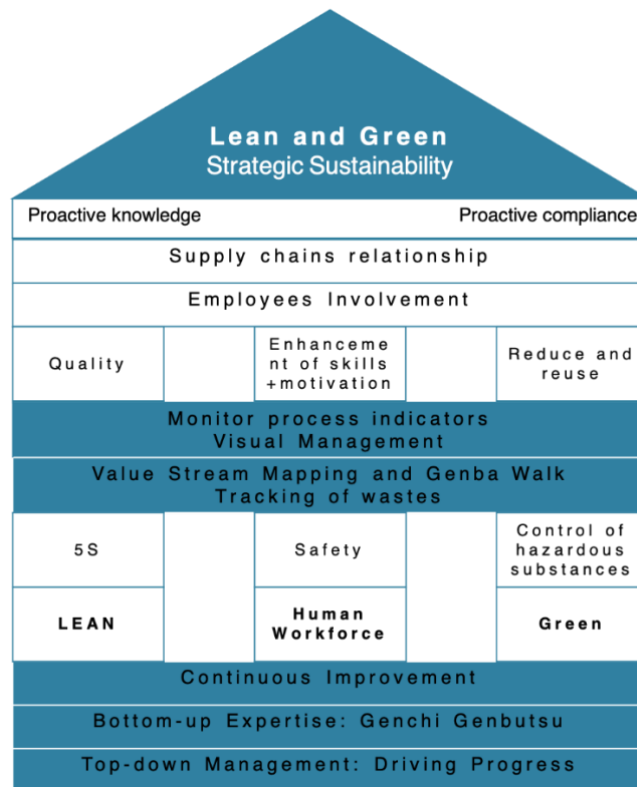 Lean and Green
Strategic Sustainability
Proactive knowledge Proactive compliance
Supply chains relationship
Employees Involvement
Quality
Enhanceme
nt of skills
+motivation
Reduce and
reuse
Monitor process indicators
Visual Management
Value Stream Mapping and Genba Walk
Tracking of wastes
5S
Safety
Control of
hazardous
substances
LEAN
Human
Workforce
Green
Continuous Improvement
Bottom-up Expertise: Genchi Genbutsu
Top-down Management: Driving Progress